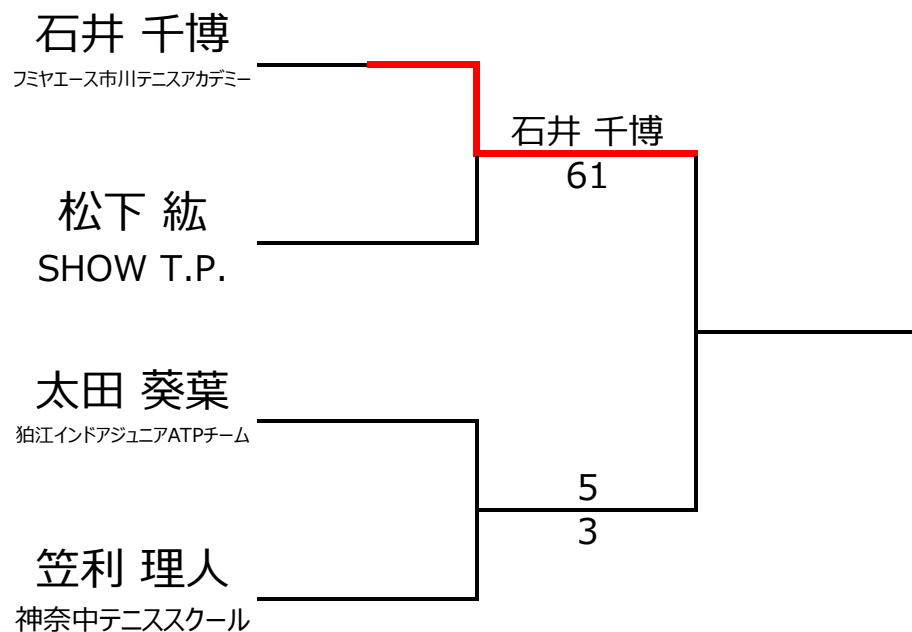 石井 千博
フミヤエース市川テニスアカデミー
石井 千博
61
松下 紘
SHOW T.P.
太田 葵葉
狛江インドアジュニアATPチーム
5
3
笠利 理人
神奈中テニススクール